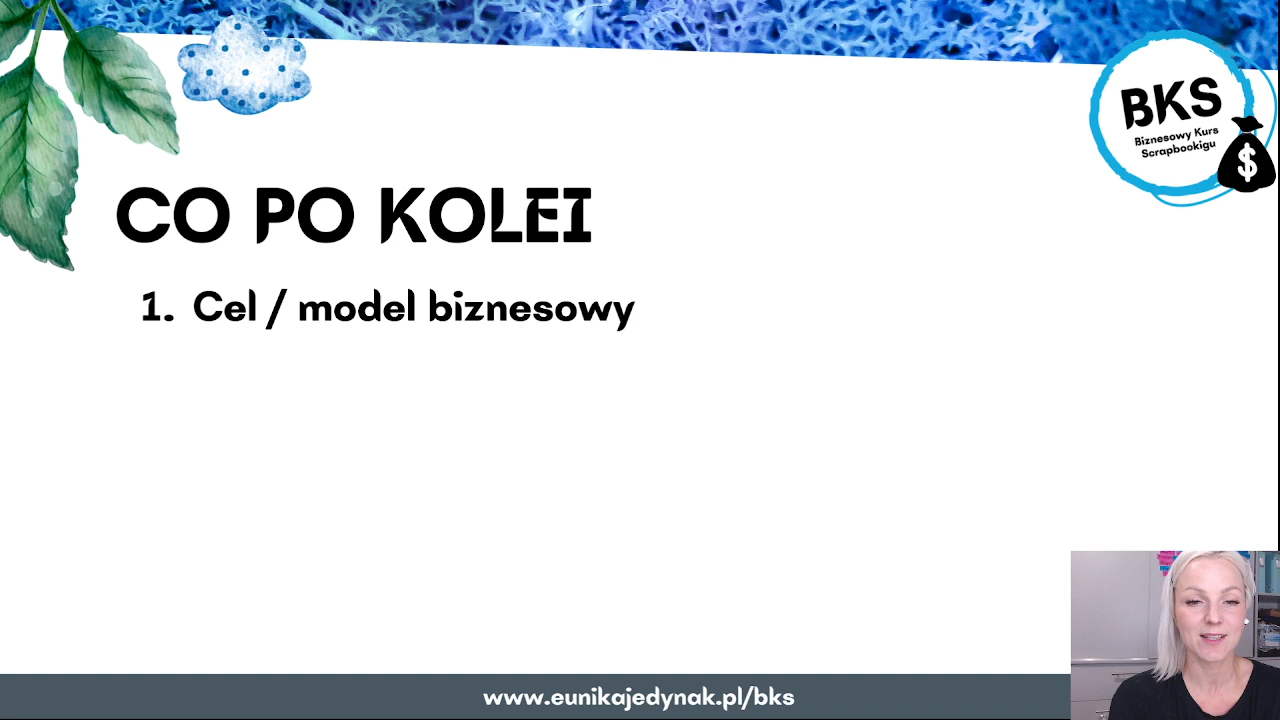 BKS
Biznesowy Kurs
Scrapbookigu
$
CO PO KOLEI
1. Cel / model biznesowy
www.eunikajedynak.pl/bks